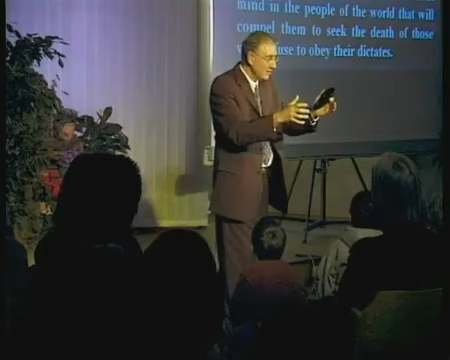 mind in the people of the world that will
compel them to seek the death of those
use to obey their dictates.